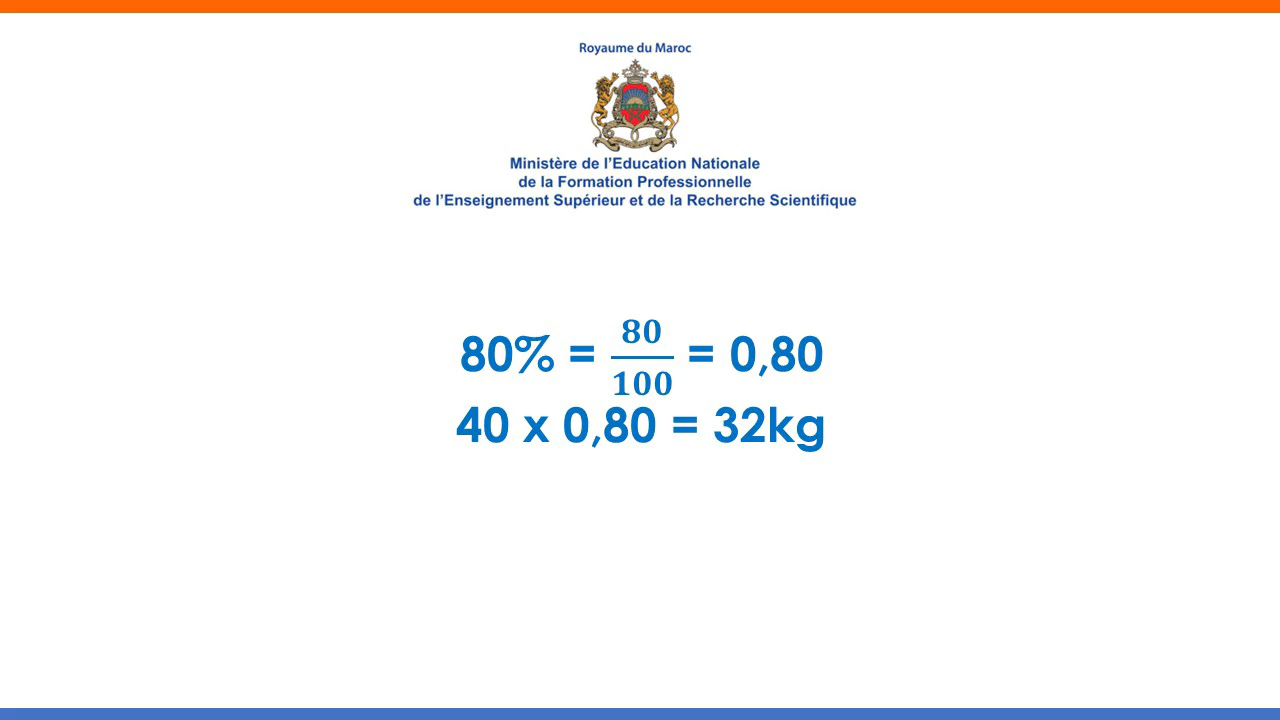 Royaume du Maroc
Ministère de l'Education Nationale
de la Formation Professionnelle
de l'Enseignement Supérieur et de la Recherche Scientifique
80% = 80/100 = 0,80
40 x 0,80 = 32kg